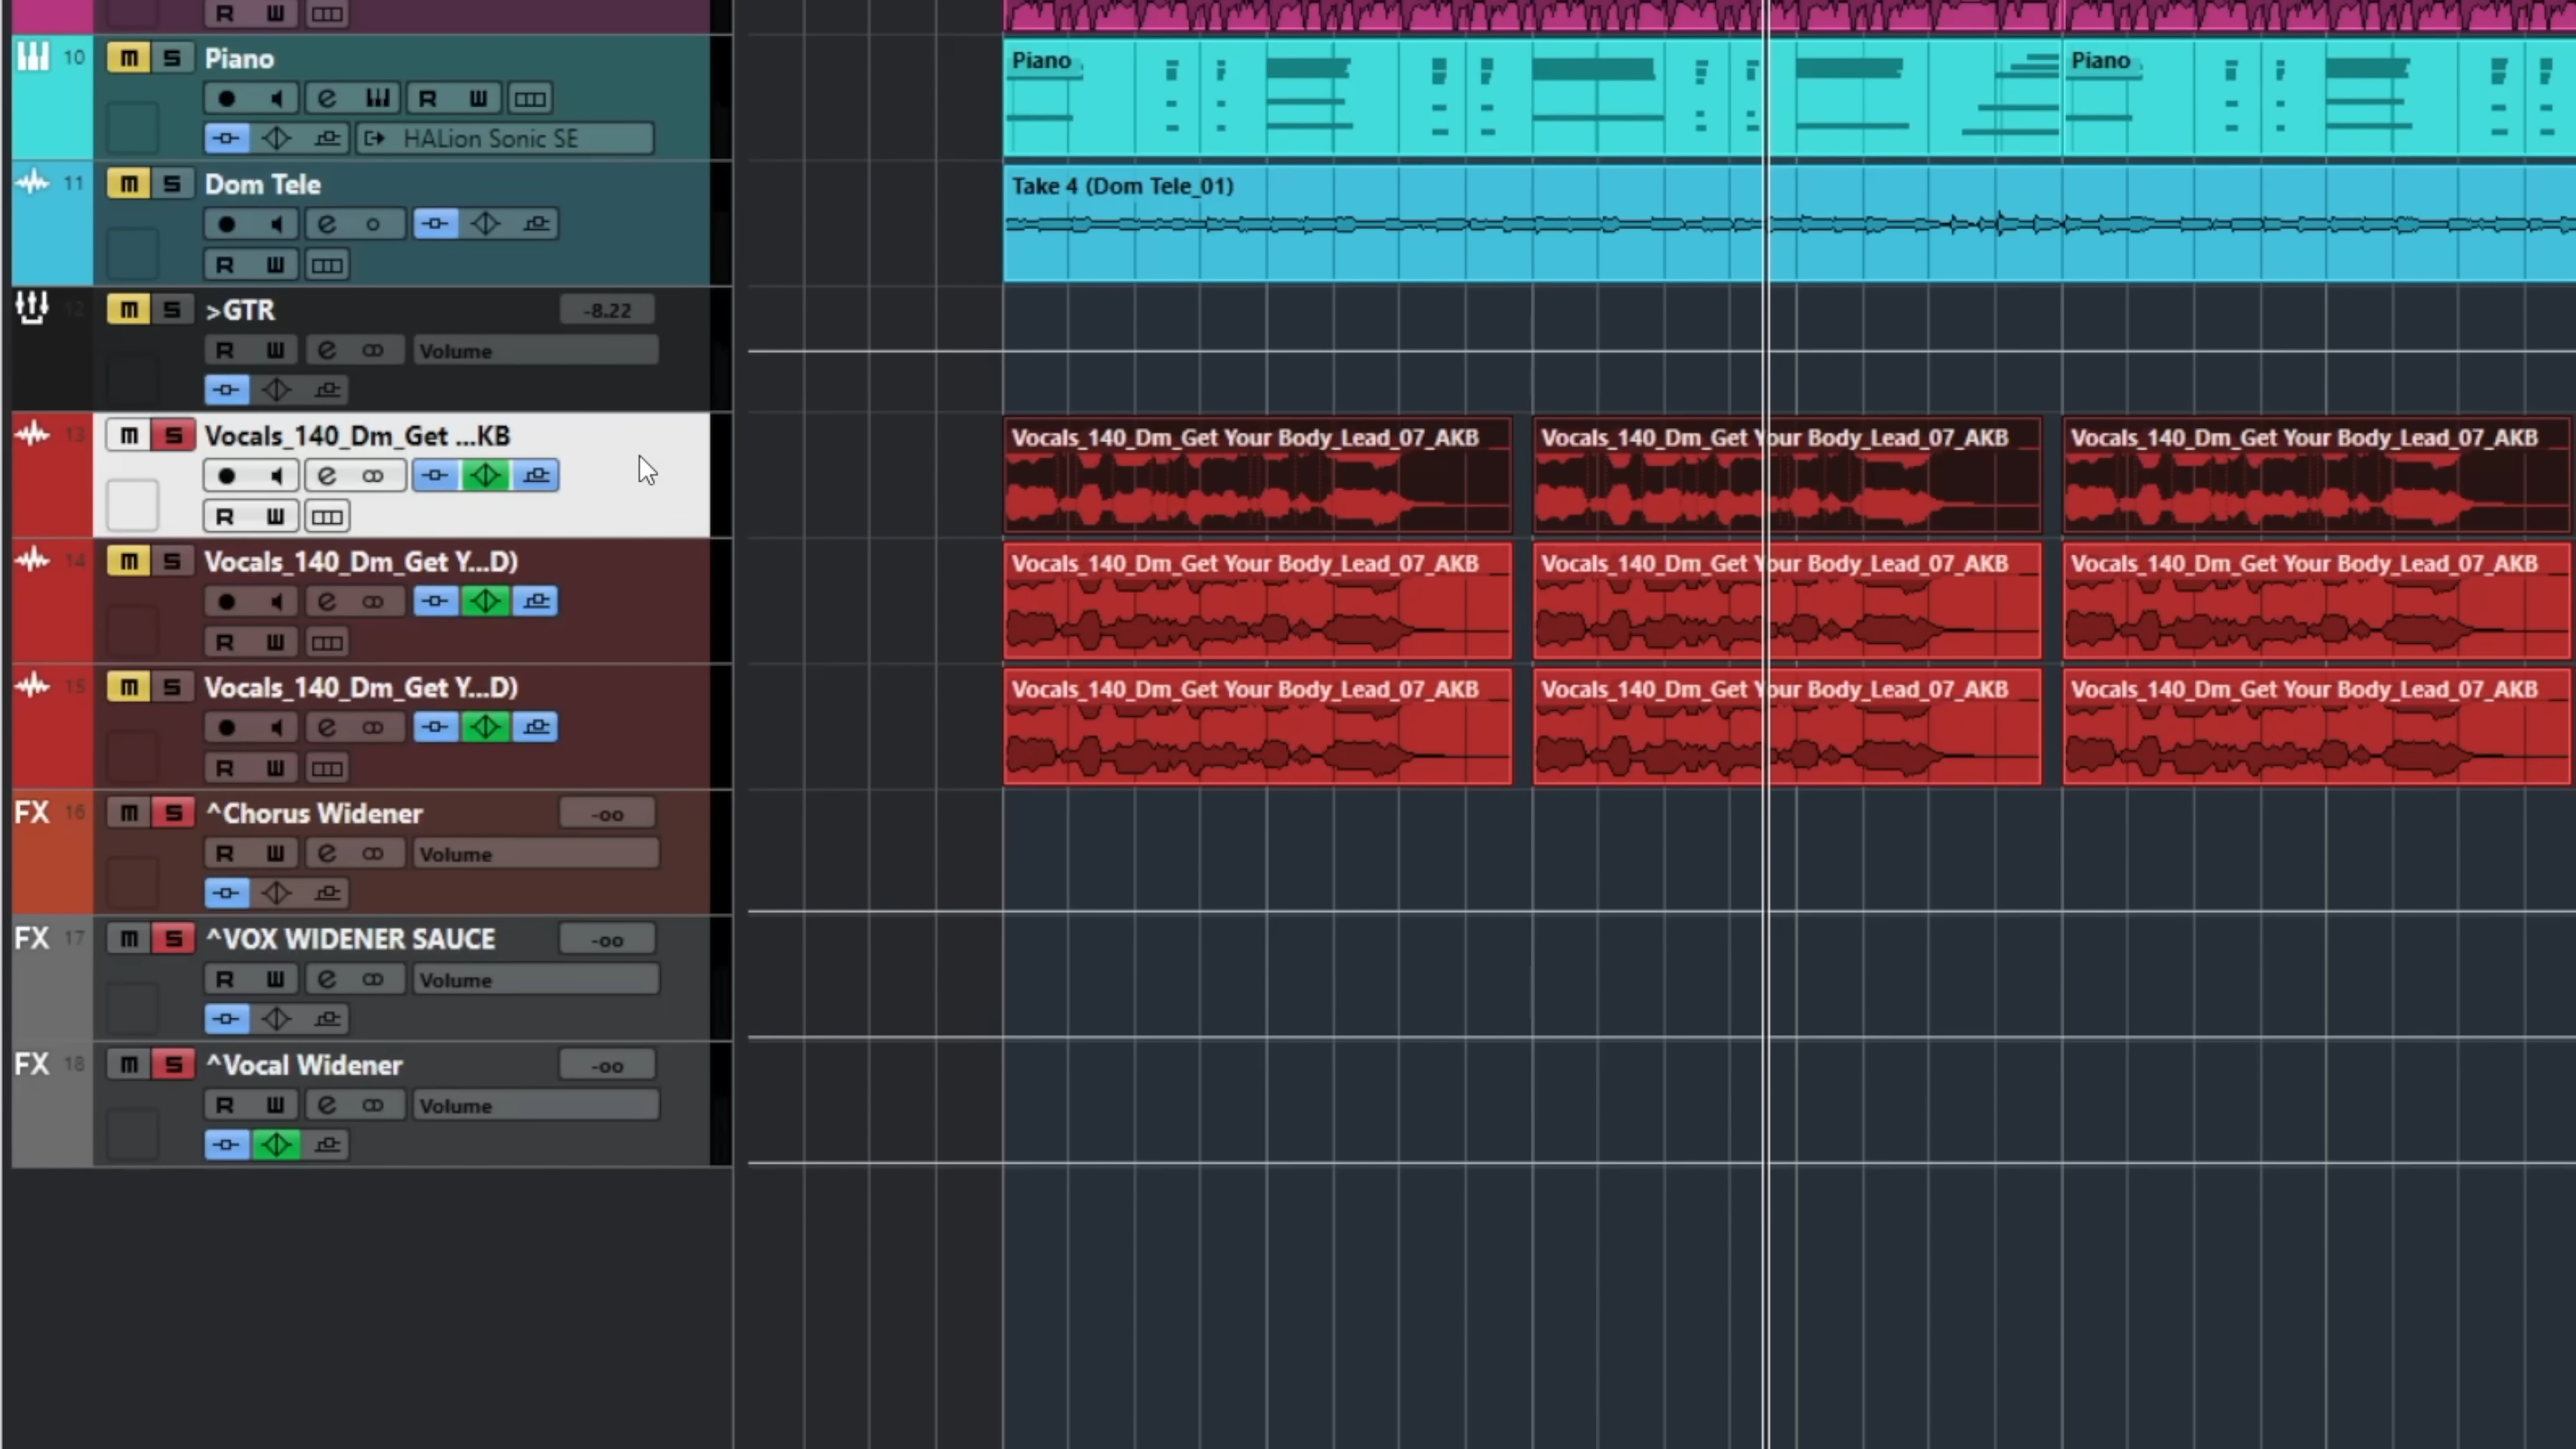 R W
10 m S Piano
e R W
HALion Sonic SE
11 m S Dom Tele
e
R W
12 m S >GTR -8.22
R W e Volume
13 m S Vocals_140_Dm_Get ...KB
e
R W
14 m S Vocals_140_Dm_Get Y...D)
e
R W
15 m S Vocals_140_Dm_Get Y...D)
e
R W
FX 16 m S ^Chorus Widener -oo
R W e Volume
FX 17 m S ^VOX WIDENER SAUCE -oo
R W e Volume
FX 18 m S ^Vocal Widener -oo
R W e Volume
Piano Piano
Take 4 (Dom Tele_01)
Vocals_140_Dm_Get Your Body_Lead_07_AKB Vocals_140_Dm_Get Your Body_Lead_07_AKB Vocals_140_Dm_Get Your Body_Lead_07_AKB
Vocals_140_Dm_Get Your Body_Lead_07_AKB Vocals_140_Dm_Get Your Body_Lead_07_AKB Vocals_140_Dm_Get Your Body_Lead_07_AKB
Vocals_140_Dm_Get Your Body_Lead_07_AKB Vocals_140_Dm_Get Your Body_Lead_07_AKB Vocals_140_Dm_Get Your Body_Lead_07_AKB